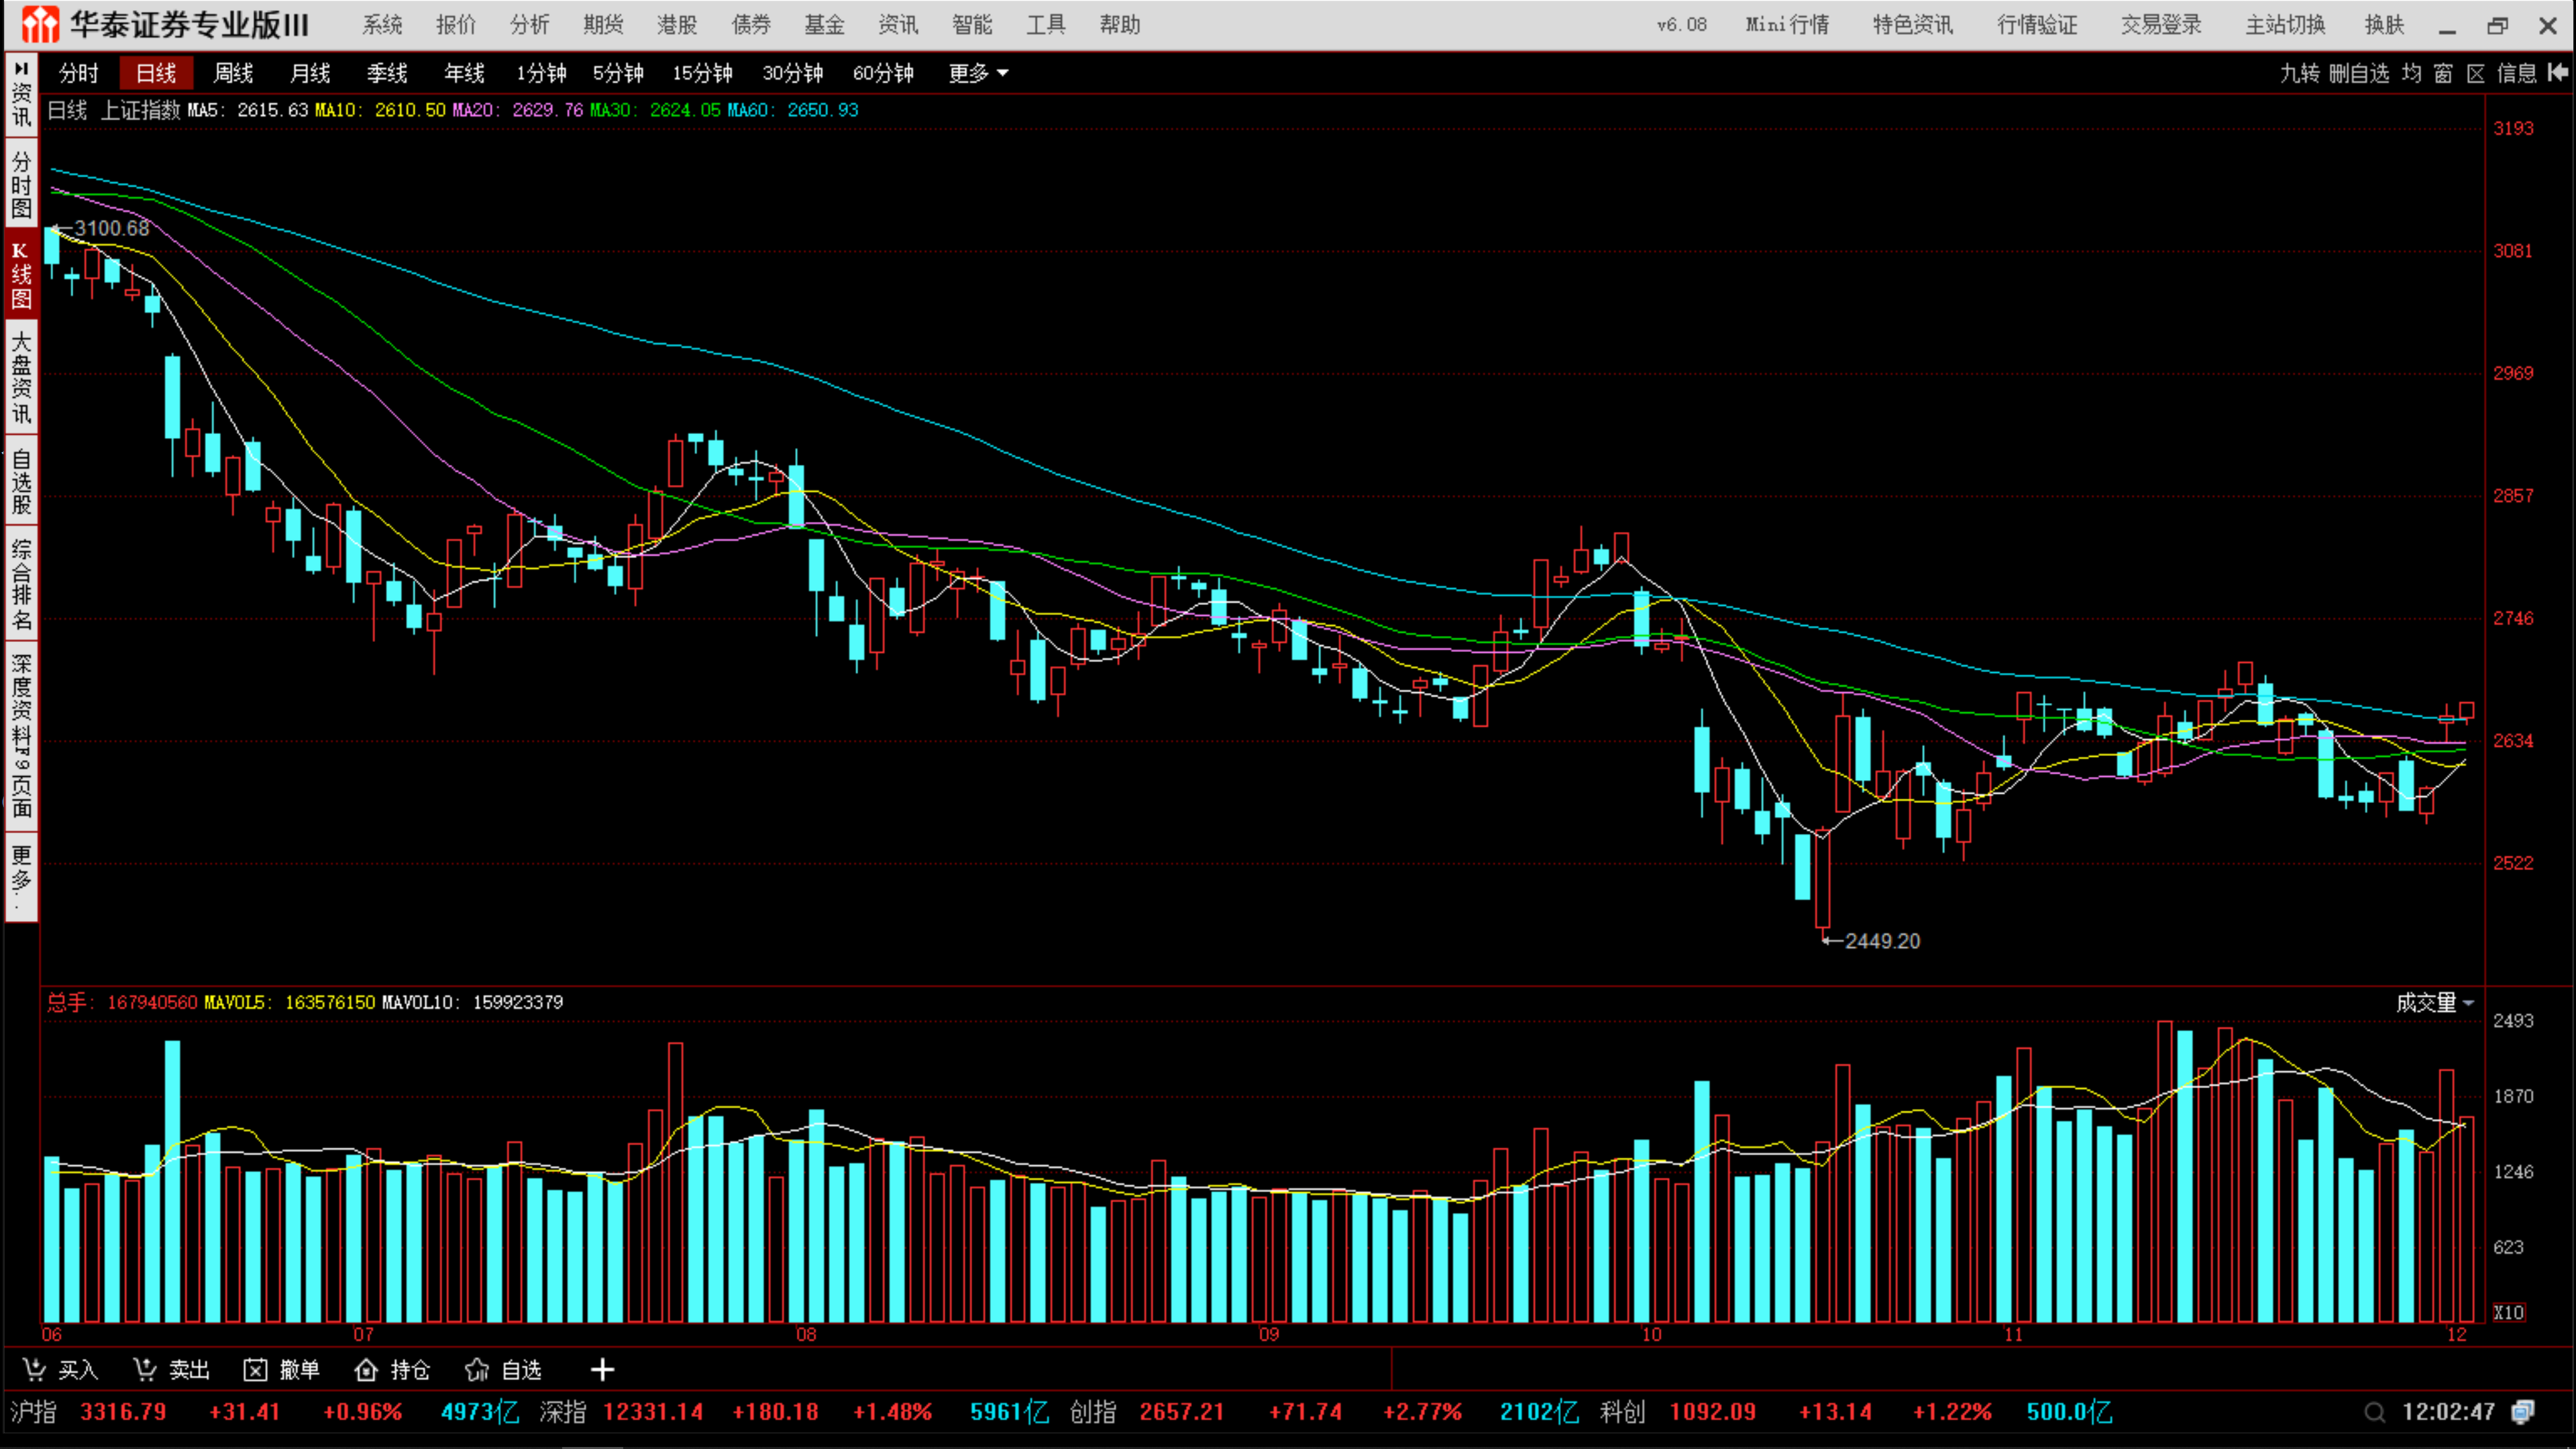 华泰证券专业版III 系统 报价 分析 期货 港股 债券 基金 资讯 智能 工具 帮助 v6.08 Mini行情 特色资讯 行情验证 交易登录 主站切换 换肤
分时 日线 周线 月线 季线 年线 1分钟 5分钟 15分钟 30分钟 60分钟 更多 九转 删自选 均 窗 区 信息
日线 上证指数 MA5: 2615.63 MA10: 2610.50 MA20: 2629.76 MA30: 2624.05 MA60: 2650.93
资讯
分时图
K线图
大盘资讯
自选股
综合排名
深度资料F9页面
更多..
3193
3100.68
3081
2969
2857
2746
2634
2522
2449.20
总手: 167940560 MAVOL5: 163576150 MAVOL10: 159923379 成交量
2493
1870
1246
623
X10
06 07 08 09 10 11 12
买入 卖出 撤单 持仓 自选 +
沪指 3316.79 +31.41 +0.96% 4973亿 深指 12331.14 +180.18 +1.48% 5961亿 创指 2657.21 +71.74 +2.77% 2102亿 科创 1092.09 +13.14 +1.22% 500.0亿 12:02:47